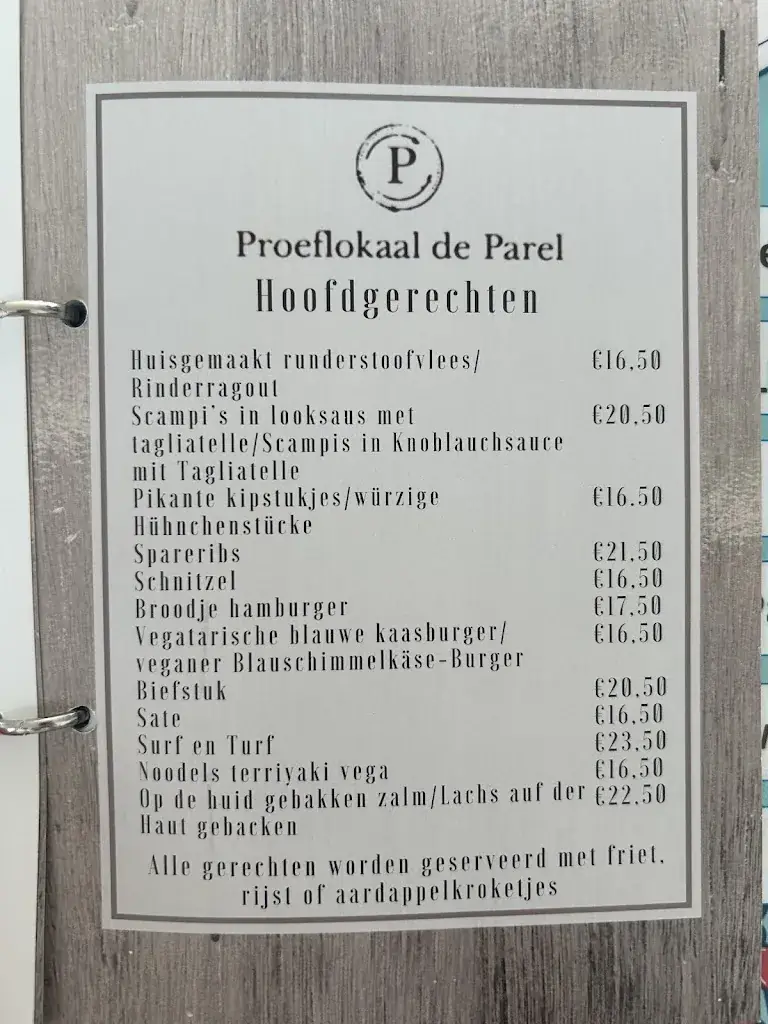 P
Proeflokaal de Parel
Hoofdgerechten
Huisgemaakt runderstoofvlees/ €16,50
Rinderragout
Scampi's in looksaus met €20,50
tagliatelle/Scampis in Knoblauchsauce
mit Tagliatelle
Pikante kipstukjes/würzige €16.50
Hühnchenstücke
Spareribs €21,50
Schnitzel €16,50
Broodje hamburger €17,50
Vegatarische blauwe kaasburger/ €16,50
veganer Blauschimmelkäse-Burger
Biefstuk €20,50
Sate €16,50
Surf en Turf €23,50
Noodels terriyaki vega €16,50
Op de huid gebakken zalm/Lachs auf der €22,50
Haut gebacken
Alle gerechten worden geserveerd met friet,
rijst of aardappelkroketjes